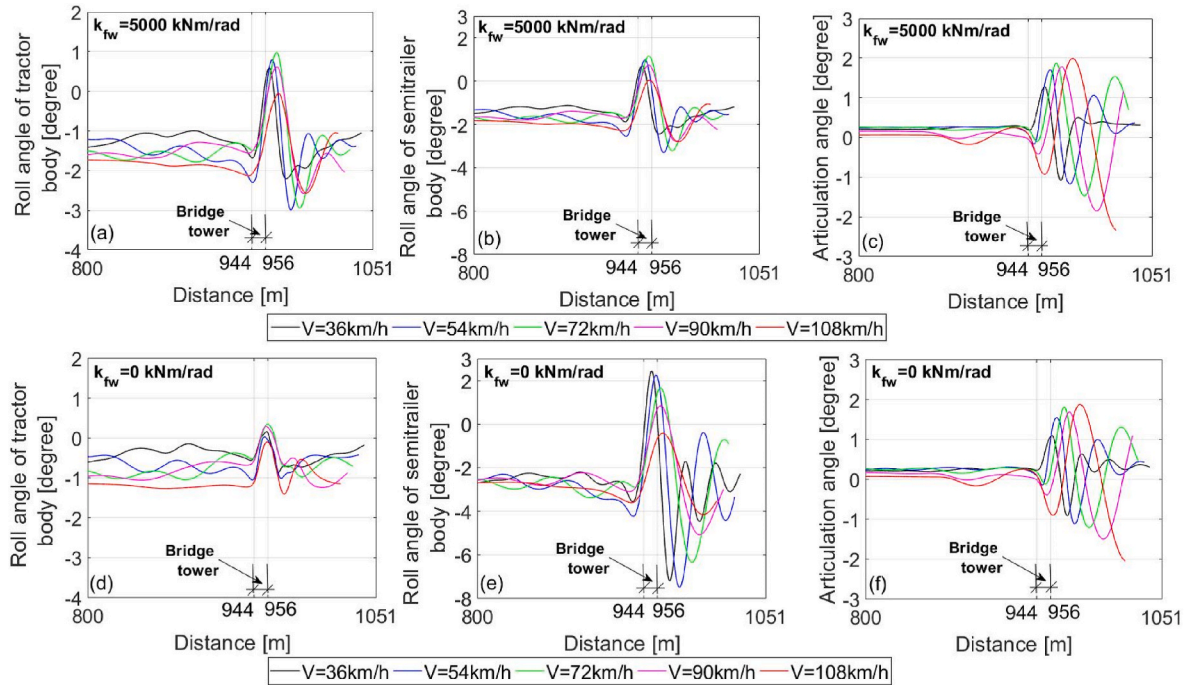 k_fw=5000 kNm/rad
Roll angle of tractor
body [degree]
2
1
0
-1
-2
-3
-4
(a)
Bridge
tower
800
944 956
1051
Distance [m]
k_fw=5000 kNm/rad
Roll angle of semitrailer
body [degree]
3
2
0
-2
-4
-6
-8
(b)
Bridge
tower
800
944 956
1051
Distance [m]
k_fw=5000 kNm/rad
Articulation angle [degree]
3
2
1
0
-1
-2
-3
(c)
Bridge
tower
800
944 956
1051
Distance [m]
V=36km/h V=54km/h V=72km/h V=90km/h V=108km/h
k_fw=0 kNm/rad
Roll angle of tractor
body [degree]
2
1
0
-1
-2
-3
-4
(d)
Bridge
tower
800
944 956
1051
Distance [m]
k_fw=0 kNm/rad
Roll angle of semitrailer
body [degree]
3
2
0
-2
-4
-6
-8
(e)
Bridge
tower
800
944 956
1051
Distance [m]
k_fw=0 kNm/rad
Articulation angle [degree]
3
2
1
0
-1
-2
-3
(f)
Bridge
tower
800
944 956
1051
Distance [m]
V=36km/h V=54km/h V=72km/h V=90km/h V=108km/h